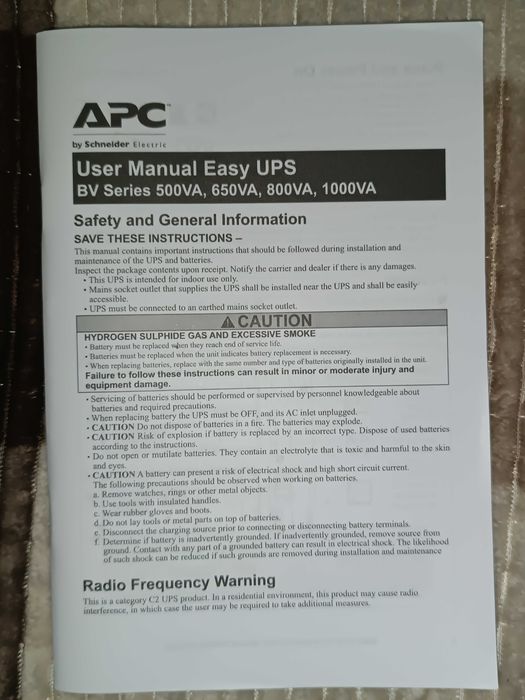 APC™
by Schneider Electric
User Manual Easy UPS
BV Series 500VA, 650VA, 800VA, 1000VA
Safety and General Information
SAVE THESE INSTRUCTIONS –
This manual contains important instructions that should be followed during installation and
maintenance of the UPS and batteries.
Inspect the package contents upon receipt. Notify the carrier and dealer if there is any damages.
• This UPS is intended for indoor use only.
• Mains socket outlet that supplies the UPS shall be installed near the UPS and shall be easily
accessible.
• UPS must be connected to an earthed mains socket outlet.
⚠ CAUTION
HYDROGEN SULPHIDE GAS AND EXCESSIVE SMOKE
• Battery must be replaced when they reach end of service life.
• Batteries must be replaced when the unit indicates battery replacement is necessary.
• When replacing batteries, replace with the same number and type of batteries originally installed in the unit.
Failure to follow these instructions can result in minor or moderate injury and
equipment damage.
• Servicing of batteries should be performed or supervised by personnel knowledgeable about
batteries and required precautions.
• When replacing battery the UPS must be OFF, and its AC inlet unplugged.
• CAUTION Do not dispose of batteries in a fire. The batteries may explode.
• CAUTION Risk of explosion if battery is replaced by an incorrect type. Dispose of used batteries
according to the instructions.
• Do not open or mutilate batteries. They contain an electrolyte that is toxic and harmful to the skin
and eyes.
• CAUTION A battery can present a risk of electrical shock and high short circuit current.
The following precautions should be observed when working on batteries.
a. Remove watches, rings or other metal objects.
b. Use tools with insulated handles.
c. Wear rubber gloves and boots.
d. Do not lay tools or metal parts on top of batteries.
e. Disconnect the charging source prior to connecting or disconnecting battery terminals.
f. Determine if battery is inadvertently grounded. If inadvertently grounded, remove source from
ground. Contact with any part of a grounded battery can result in electrical shock. The likelihood
of such shock can be reduced if such grounds are removed during installation and maintenance
Radio Frequency Warning
This is a category C2 UPS product. In a residential environment, this product may cause radio
interference, in which case the user may be required to take additional measures.